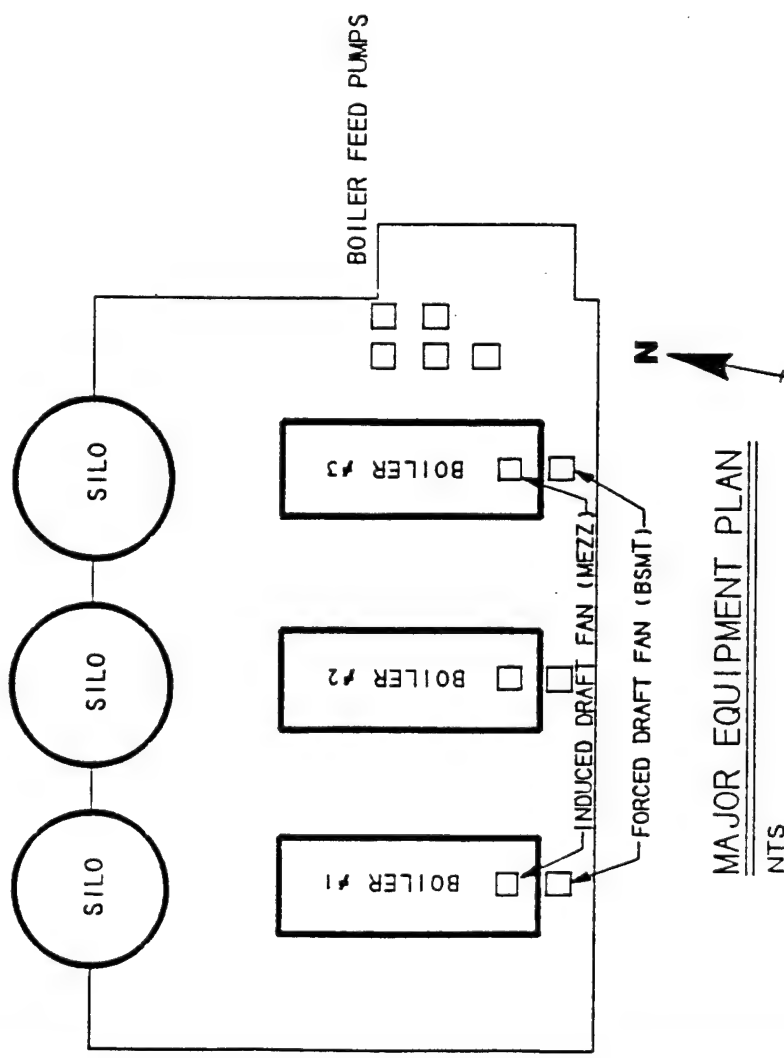 SILO
SILO
SILO
BOILER FEED PUMPS
BOILER #1
BOILER #2
BOILER #3
INDUCED DRAFT FAN (MEZZ)
FORCED DRAFT FAN (BSMT)
N
MAJOR EQUIPMENT PLAN
NTS